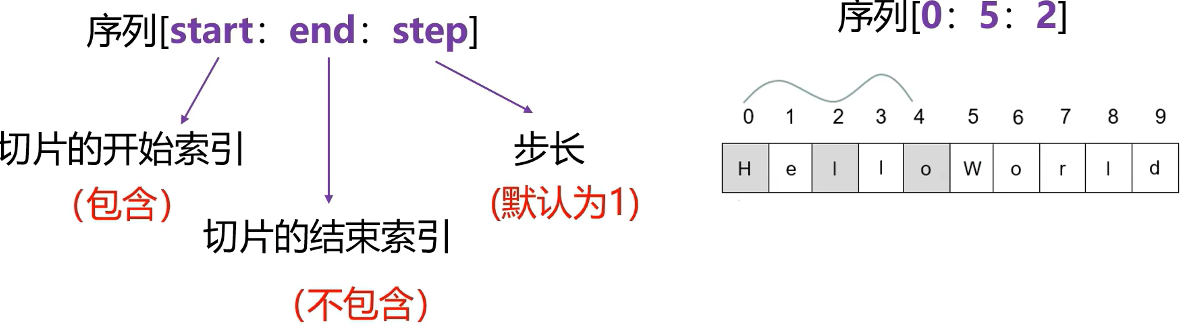 序列[start：end：step]
切片的开始索引
（包含）
切片的结束索引
（不包含）
步长
(默认为1)
序列[0：5：2]
0 1 2 3 4 5 6 7 8 9
H e l l o W o r l d